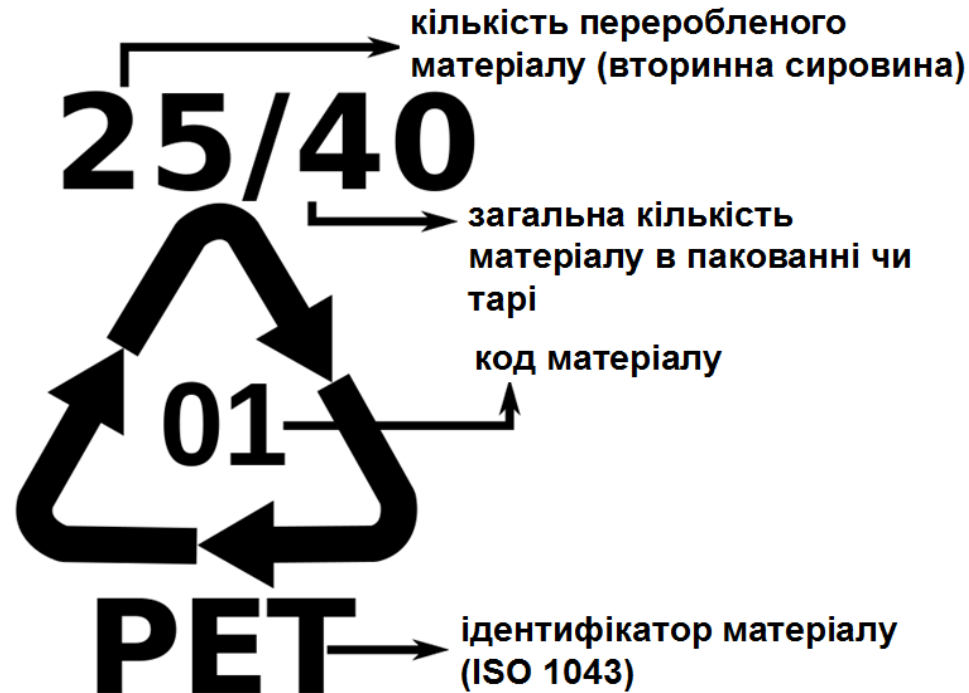 кількість переробленого
матеріалу (вторинна сировина)
25/40
загальна кількість
матеріалу в пакованні чи
тарі
код матеріалу
01
PET
ідентифікатор матеріалу
(ISO 1043)